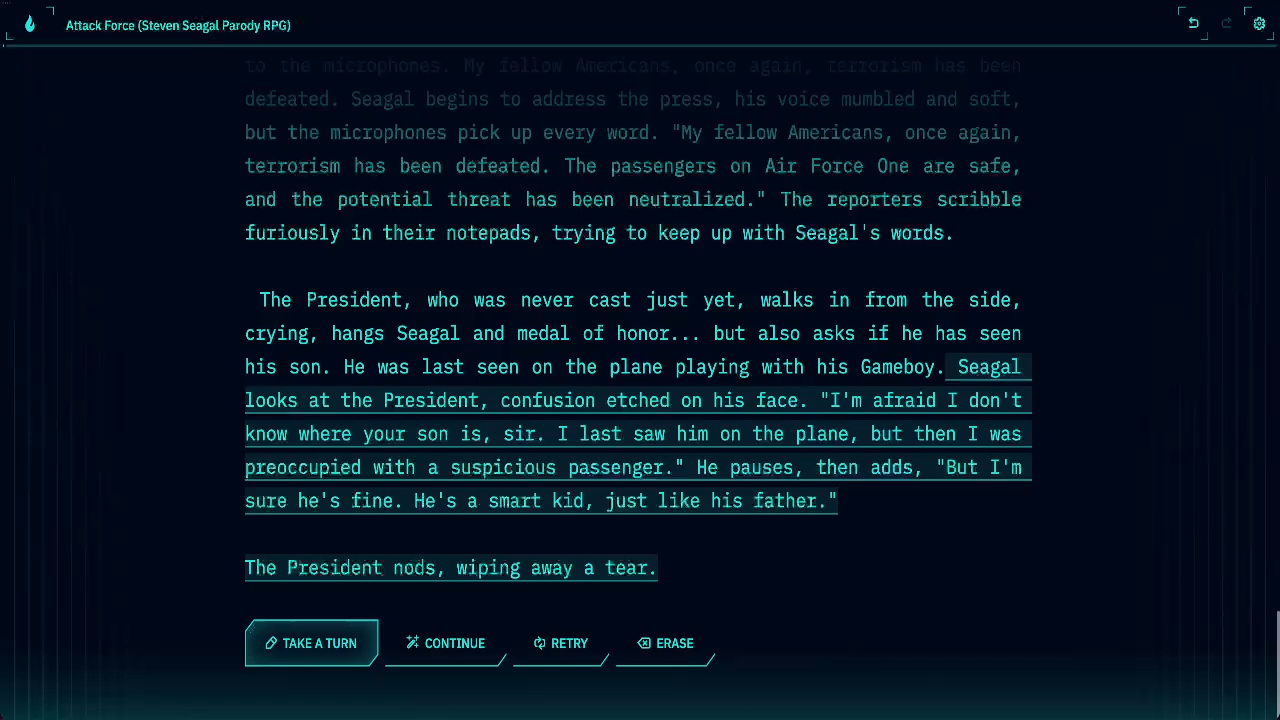 Attack Force (Steven Seagal Parody RPG)
to the microphones. My fellow Americans, once again, terrorism has been
defeated. Seagal begins to address the press, his voice mumbled and soft,
but the microphones pick up every word. "My fellow Americans, once again,
terrorism has been defeated. The passengers on Air Force One are safe,
and the potential threat has been neutralized." The reporters scribble
furiously in their notepads, trying to keep up with Seagal's words.
The President, who was never cast just yet, walks in from the side,
crying, hangs Seagal and medal of honor... but also asks if he has seen
his son. He was last seen on the plane playing with his Gameboy. Seagal
looks at the President, confusion etched on his face. "I'm afraid I don't
know where your son is, sir. I last saw him on the plane, but then I was
preoccupied with a suspicious passenger." He pauses, then adds, "But I'm
sure he's fine. He's a smart kid, just like his father."
The President nods, wiping away a tear.
TAKE A TURN
CONTINUE
RETRY
ERASE